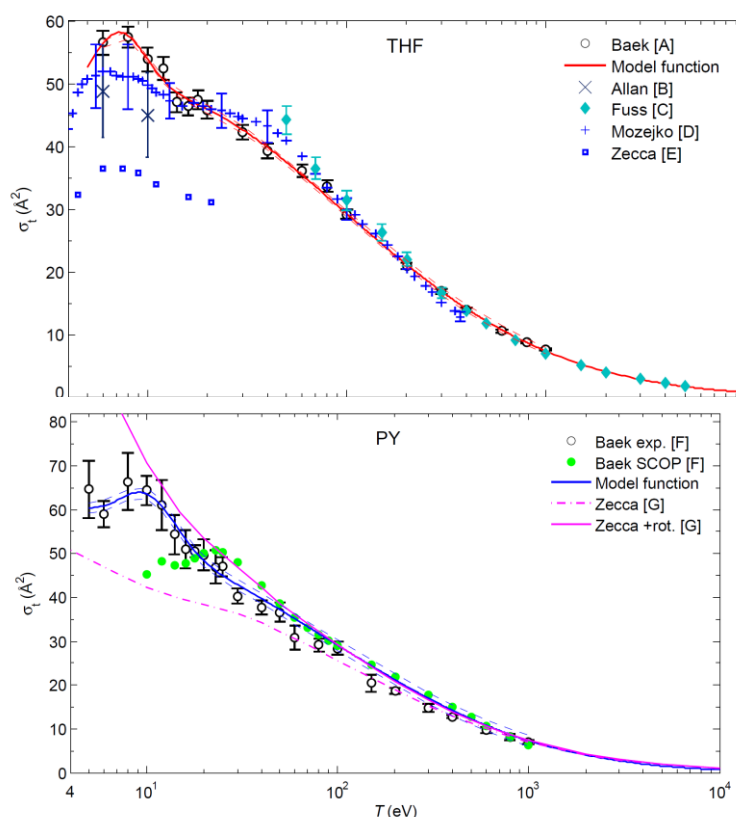 THF
Baek [A]
Model function
Allan [B]
Fuss [C]
Mozejko [D]
Zecca [E]
σt (Å²)
60
50
40
30
20
10
0
PY
Baek exp. [F]
Baek SCOP [F]
Model function
Zecca [G]
Zecca +rot. [G]
σt (Å²)
80
70
60
50
40
30
20
10
0
4 10¹ 10² 10³ 10⁴
T (eV)